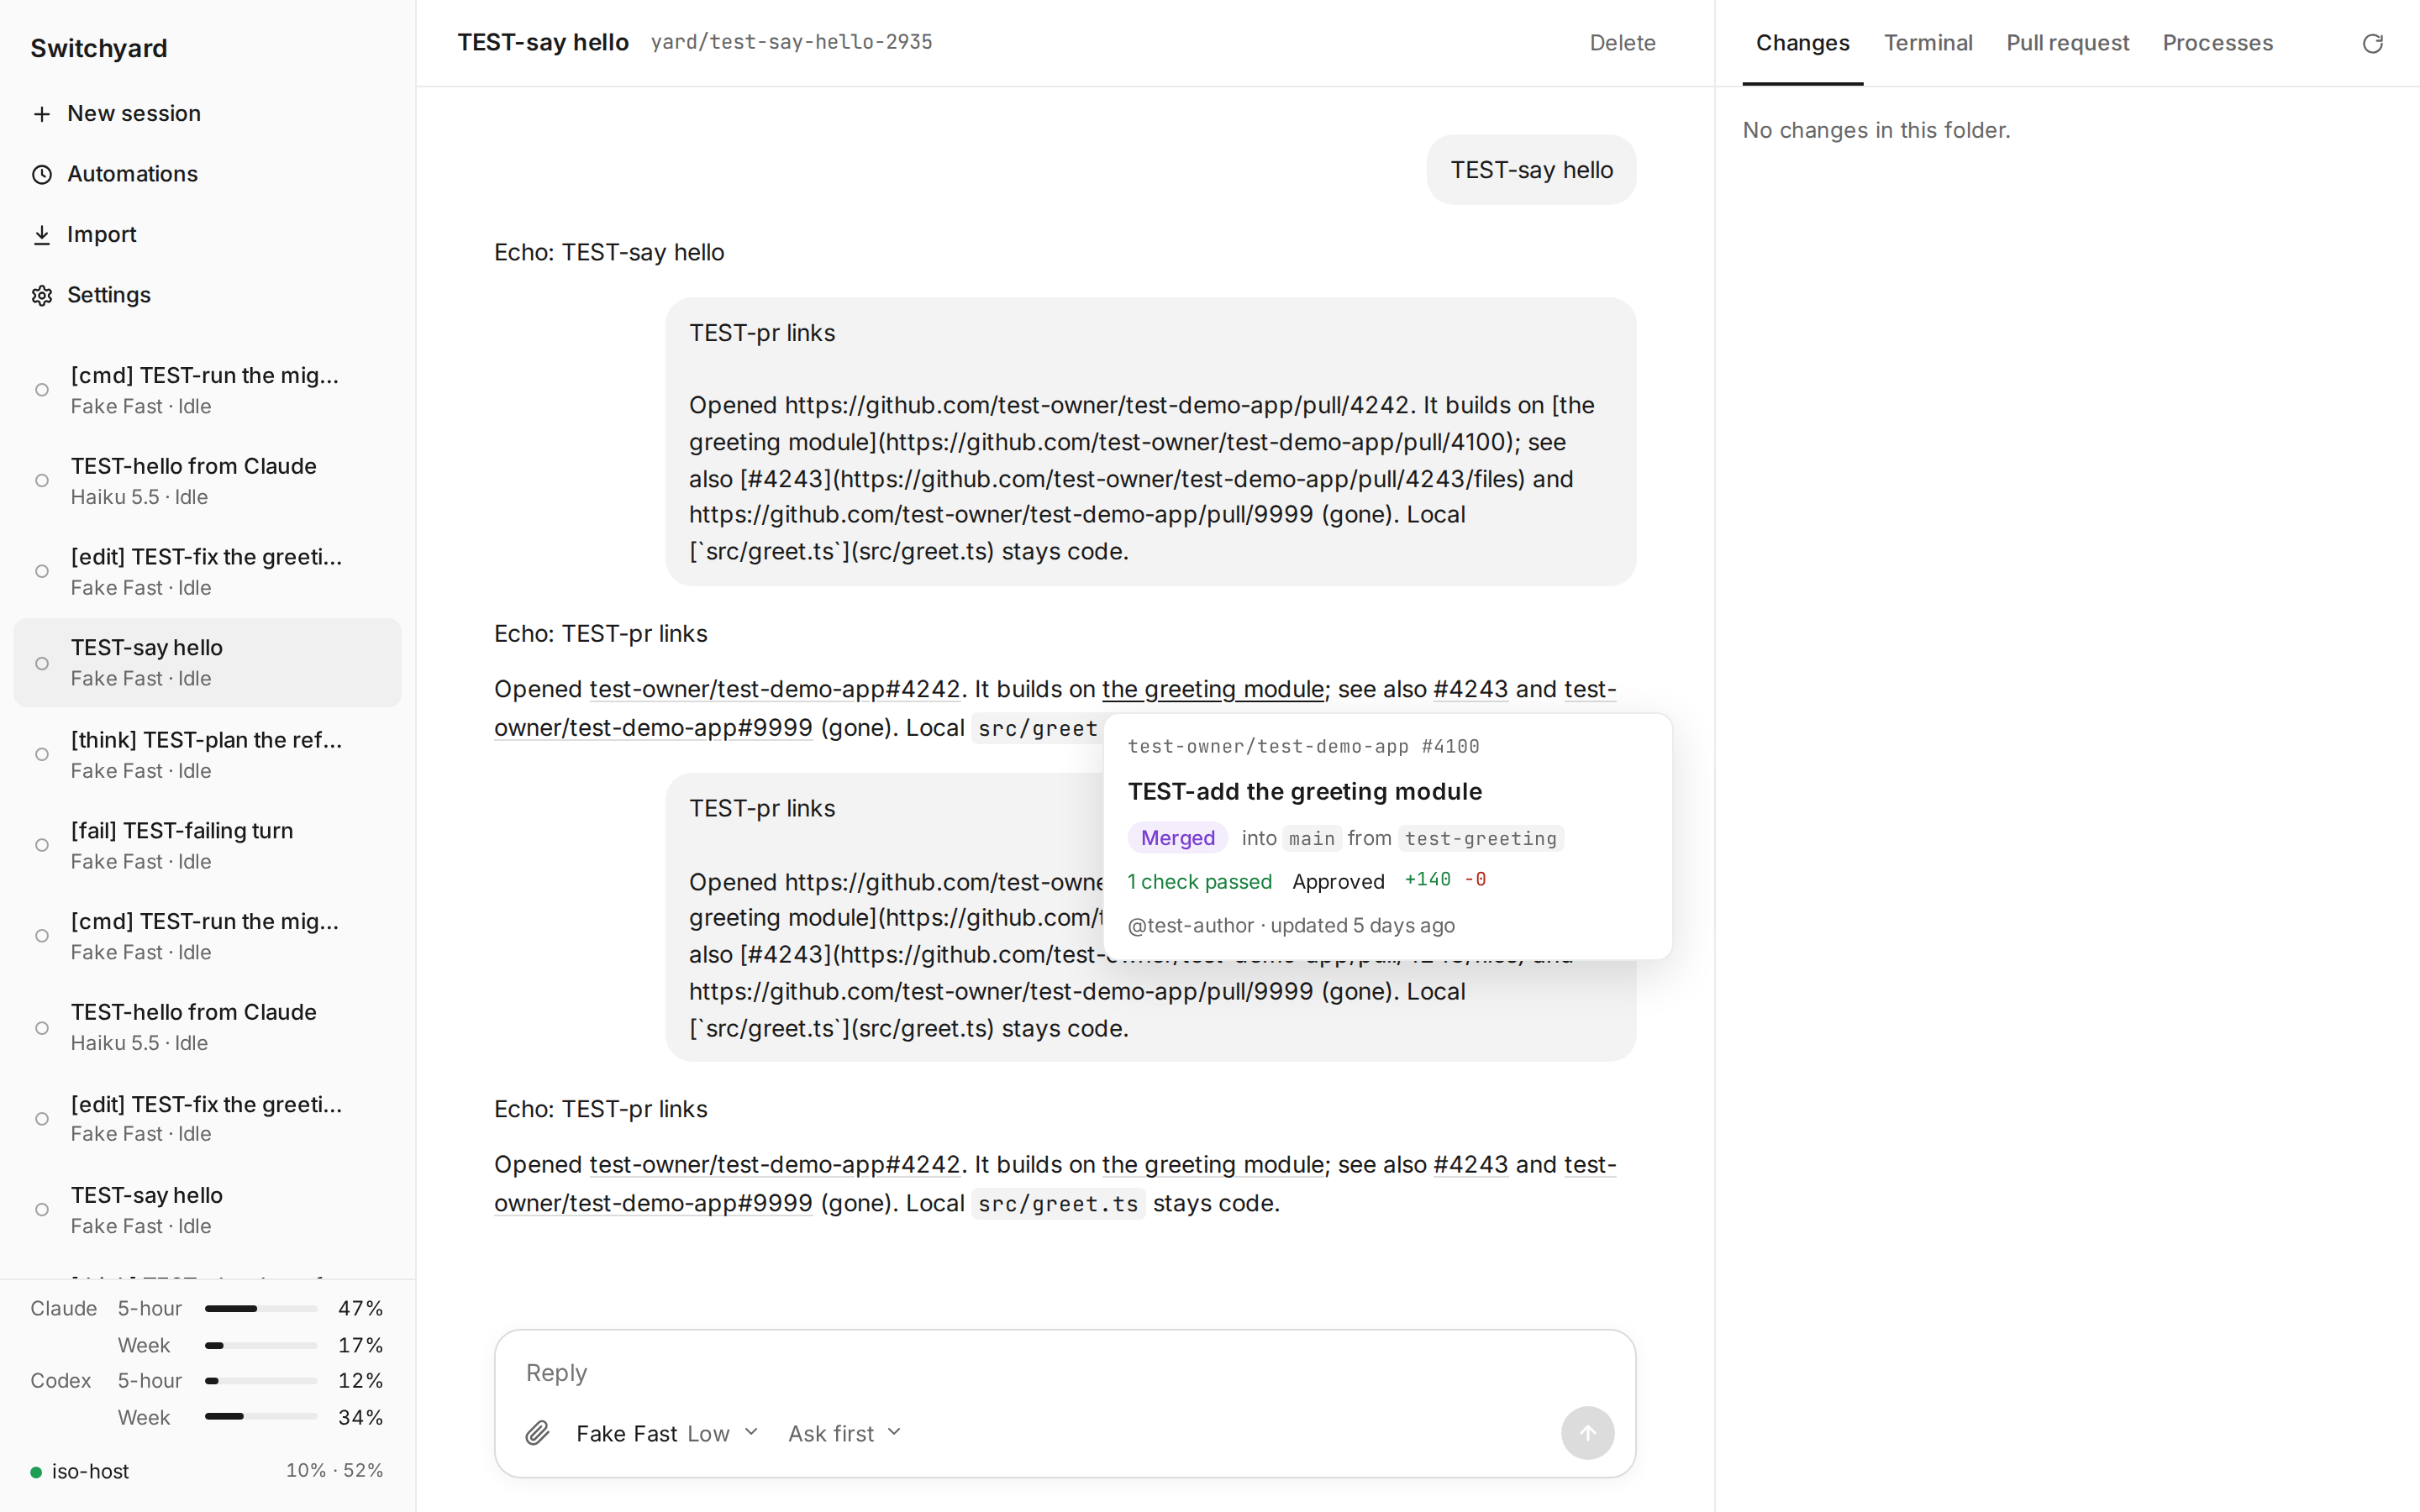 Switchyard
New session
Automations
Import
Settings
[cmd] TEST-run the mig...
Fake Fast · Idle
TEST-hello from Claude
Haiku 5.5 · Idle
[edit] TEST-fix the greeti...
Fake Fast · Idle
TEST-say hello
Fake Fast · Idle
[think] TEST-plan the ref...
Fake Fast · Idle
[fail] TEST-failing turn
Fake Fast · Idle
[cmd] TEST-run the mig...
Fake Fast · Idle
TEST-hello from Claude
Haiku 5.5 · Idle
[edit] TEST-fix the greeti...
Fake Fast · Idle
TEST-say hello
Fake Fast · Idle
Claude 5-hour 47%
Week 17%
Codex 5-hour 12%
Week 34%
iso-host 10% · 52%
TEST-say hello yard/test-say-hello-2935 Delete
TEST-say hello
Echo: TEST-say hello
TEST-pr links
Opened https://github.com/test-owner/test-demo-app/pull/4242. It builds on [the
greeting module](https://github.com/test-owner/test-demo-app/pull/4100); see
also [#4243](https://github.com/test-owner/test-demo-app/pull/4243/files) and
https://github.com/test-owner/test-demo-app/pull/9999 (gone). Local
[`src/greet.ts`](src/greet.ts) stays code.
Echo: TEST-pr links
Opened test-owner/test-demo-app#4242. It builds on the greeting module; see also #4243 and test-
owner/test-demo-app#9999 (gone). Local src/greet
test-owner/test-demo-app #4100
TEST-add the greeting module
Merged into main from test-greeting
1 check passed Approved +140 -0
@test-author · updated 5 days ago
TEST-pr links
Opened https://github.com/test-owne
greeting module](https://github.com/t
also [#4243](https://github.com/test-
https://github.com/test-owner/test-demo-app/pull/9999 (gone). Local
[`src/greet.ts`](src/greet.ts) stays code.
Echo: TEST-pr links
Opened test-owner/test-demo-app#4242. It builds on the greeting module; see also #4243 and test-
owner/test-demo-app#9999 (gone). Local src/greet.ts stays code.
Reply
Fake Fast Low Ask first
Changes Terminal Pull request Processes
No changes in this folder.